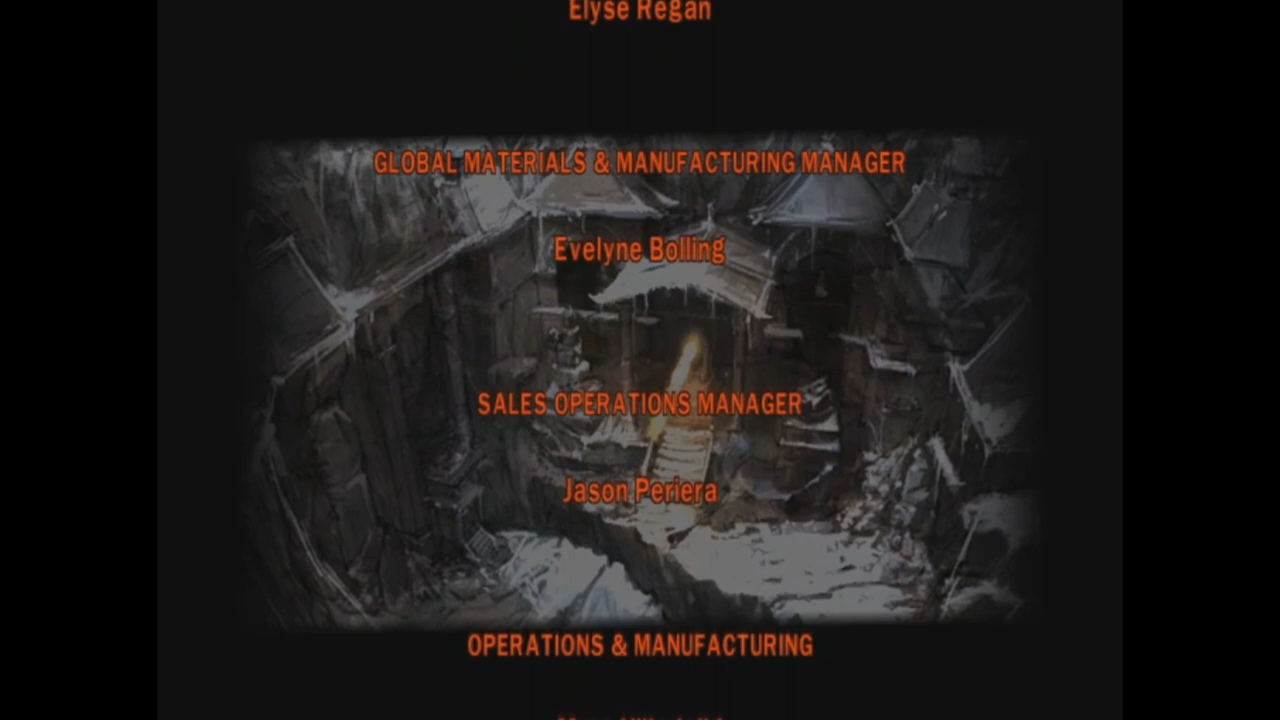 Elyse Regan
GLOBAL MATERIALS & MANUFACTURING MANAGER
Evelyne Bolling
SALES OPERATIONS MANAGER
Jason Periera
OPERATIONS & MANUFACTURING